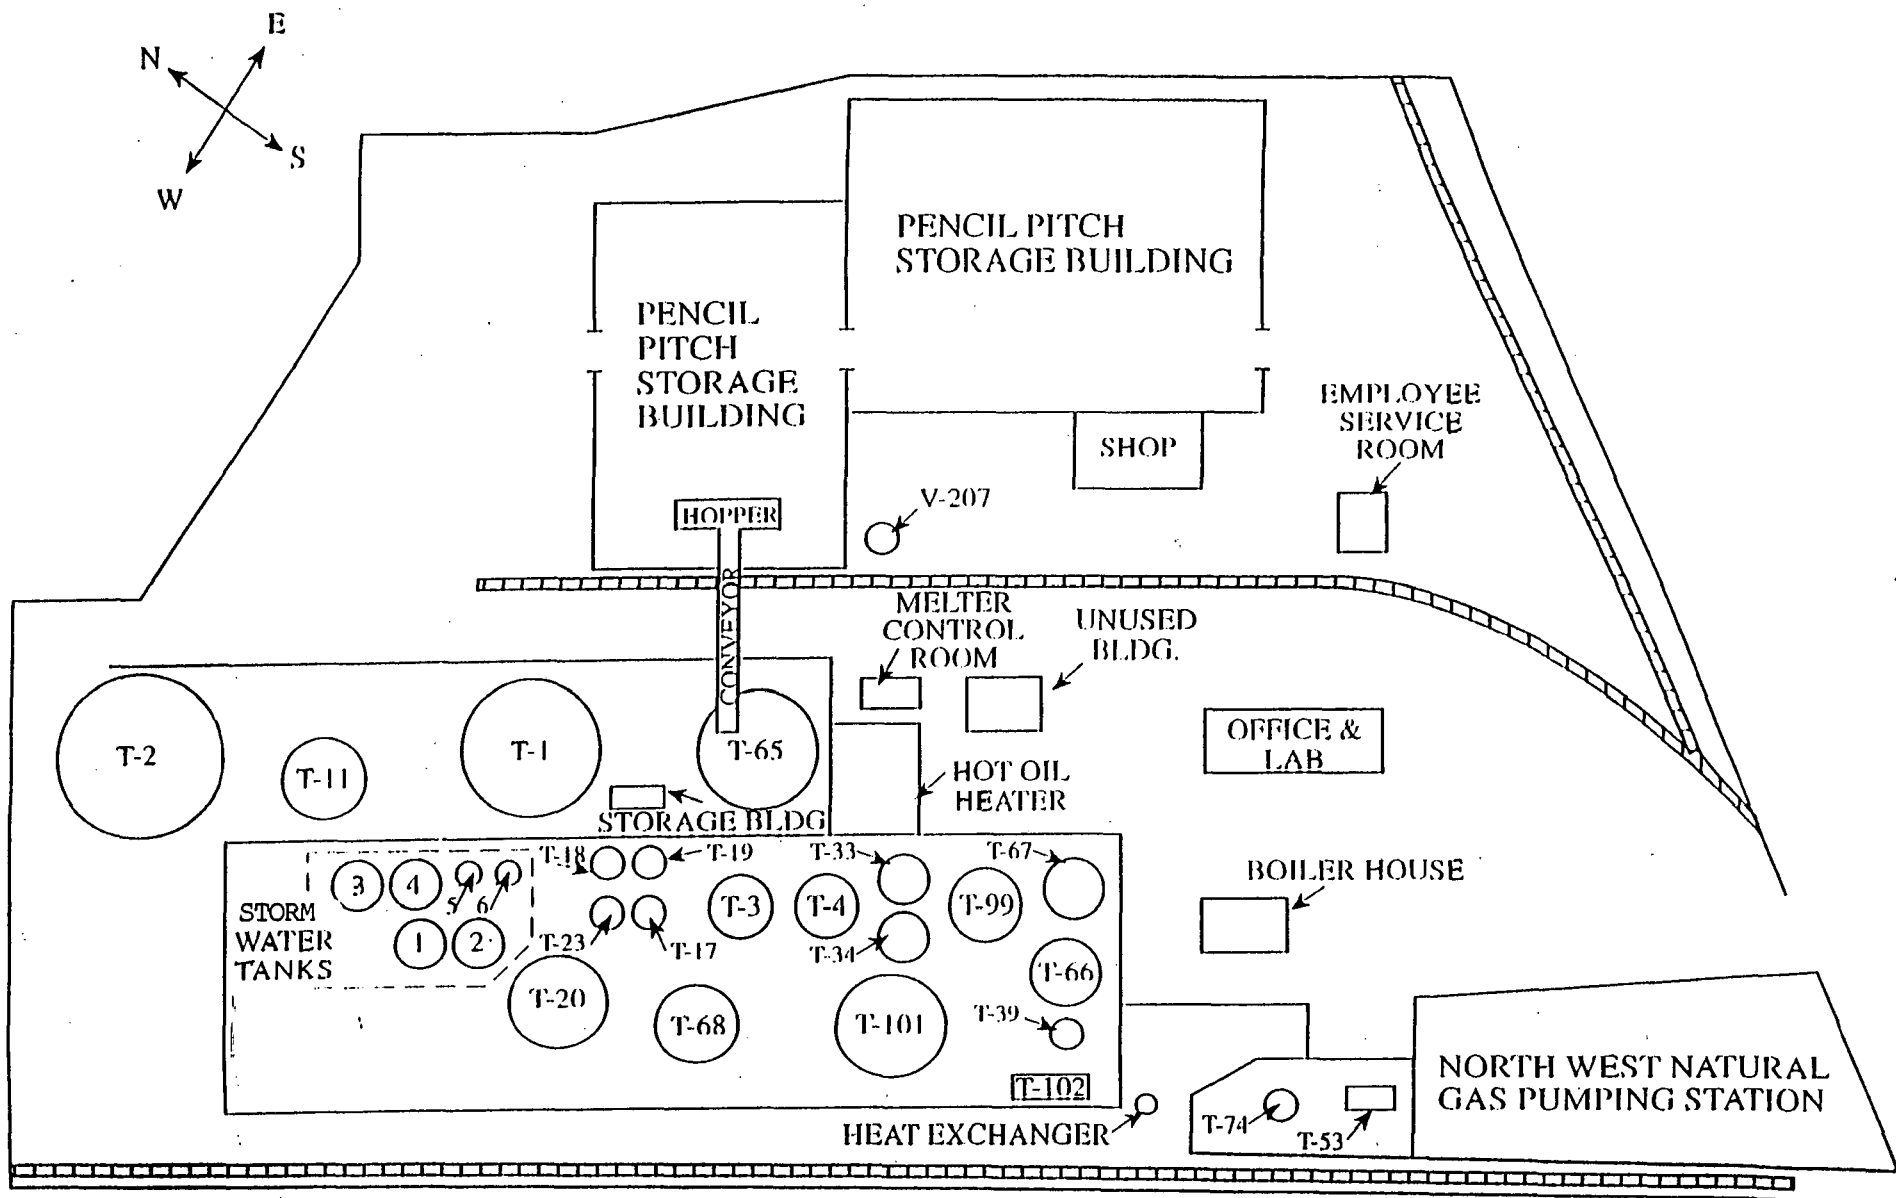 E
N
S
W
PENCIL PITCH
STORAGE BUILDING
PENCIL
PITCH
STORAGE
BUILDING
EMPLOYEE
SERVICE
ROOM
SHOP
V-207
HOPPER
CONVEYOR
MELTER
CONTROL
ROOM
UNUSED
BLDG.
T-2
T-11
T-1
T-65
OFFICE &
LAB
HOT OIL
HEATER
STORAGE BLDG
T-18
T-19
T-33
T-67
3
4
5
6
1
2
STORM
WATER
TANKS
T-23
T-17
T-3
T-4
T-34
T-99
BOILER HOUSE
T-20
T-68
T-101
T-66
T-39
T-102
HEAT EXCHANGER
T-74
T-53
NORTH WEST NATURAL
GAS PUMPING STATION